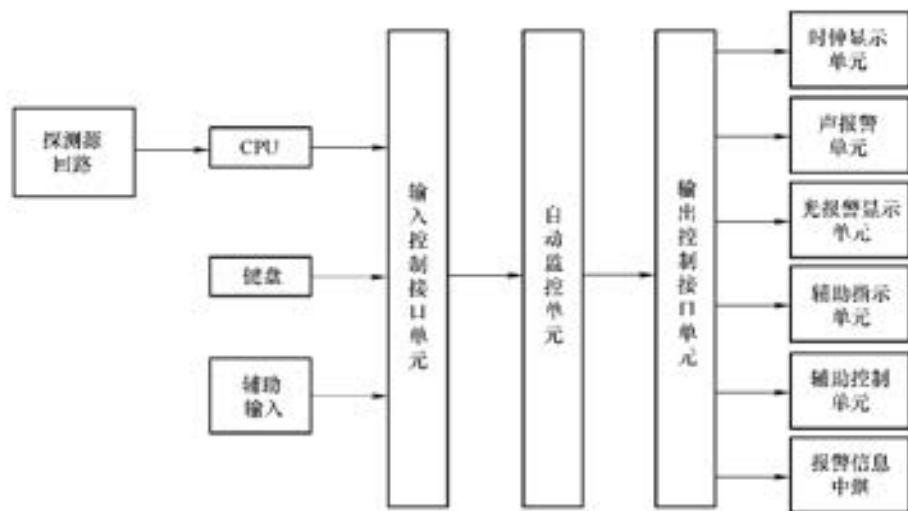 探测源
回路
CPU
键盘
辅助
输入
输入控制接口单元
自动监控单元
输出控制接口单元
时钟显示
单元
声报警
单元
光报警显示
单元
辅助指示
单元
辅助控制
单元
报警信息
中继